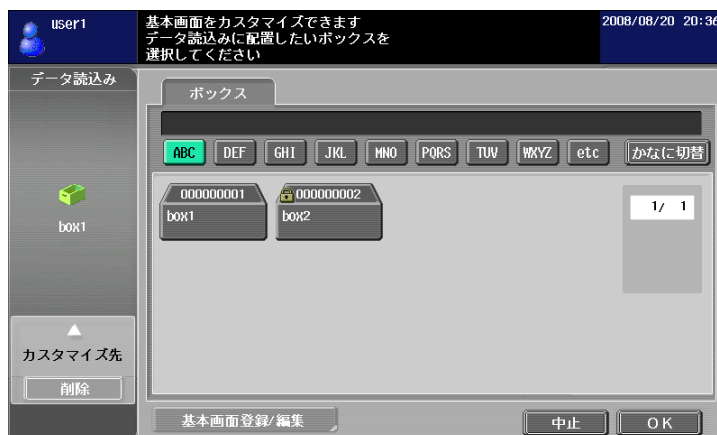 user1
基本画面をカスタマイズできます
データ読込みに配置したいボックスを
選択してください
2008/08/20 20:36
データ読込み
ボックス
ABC DEF GHI JKL MNO PQRS TUV WXYZ etc かなに切替
000000001
box1
000000002
box2
1/ 1
box1
カスタマイズ先
削除
基本画面登録/編集
中止
OK